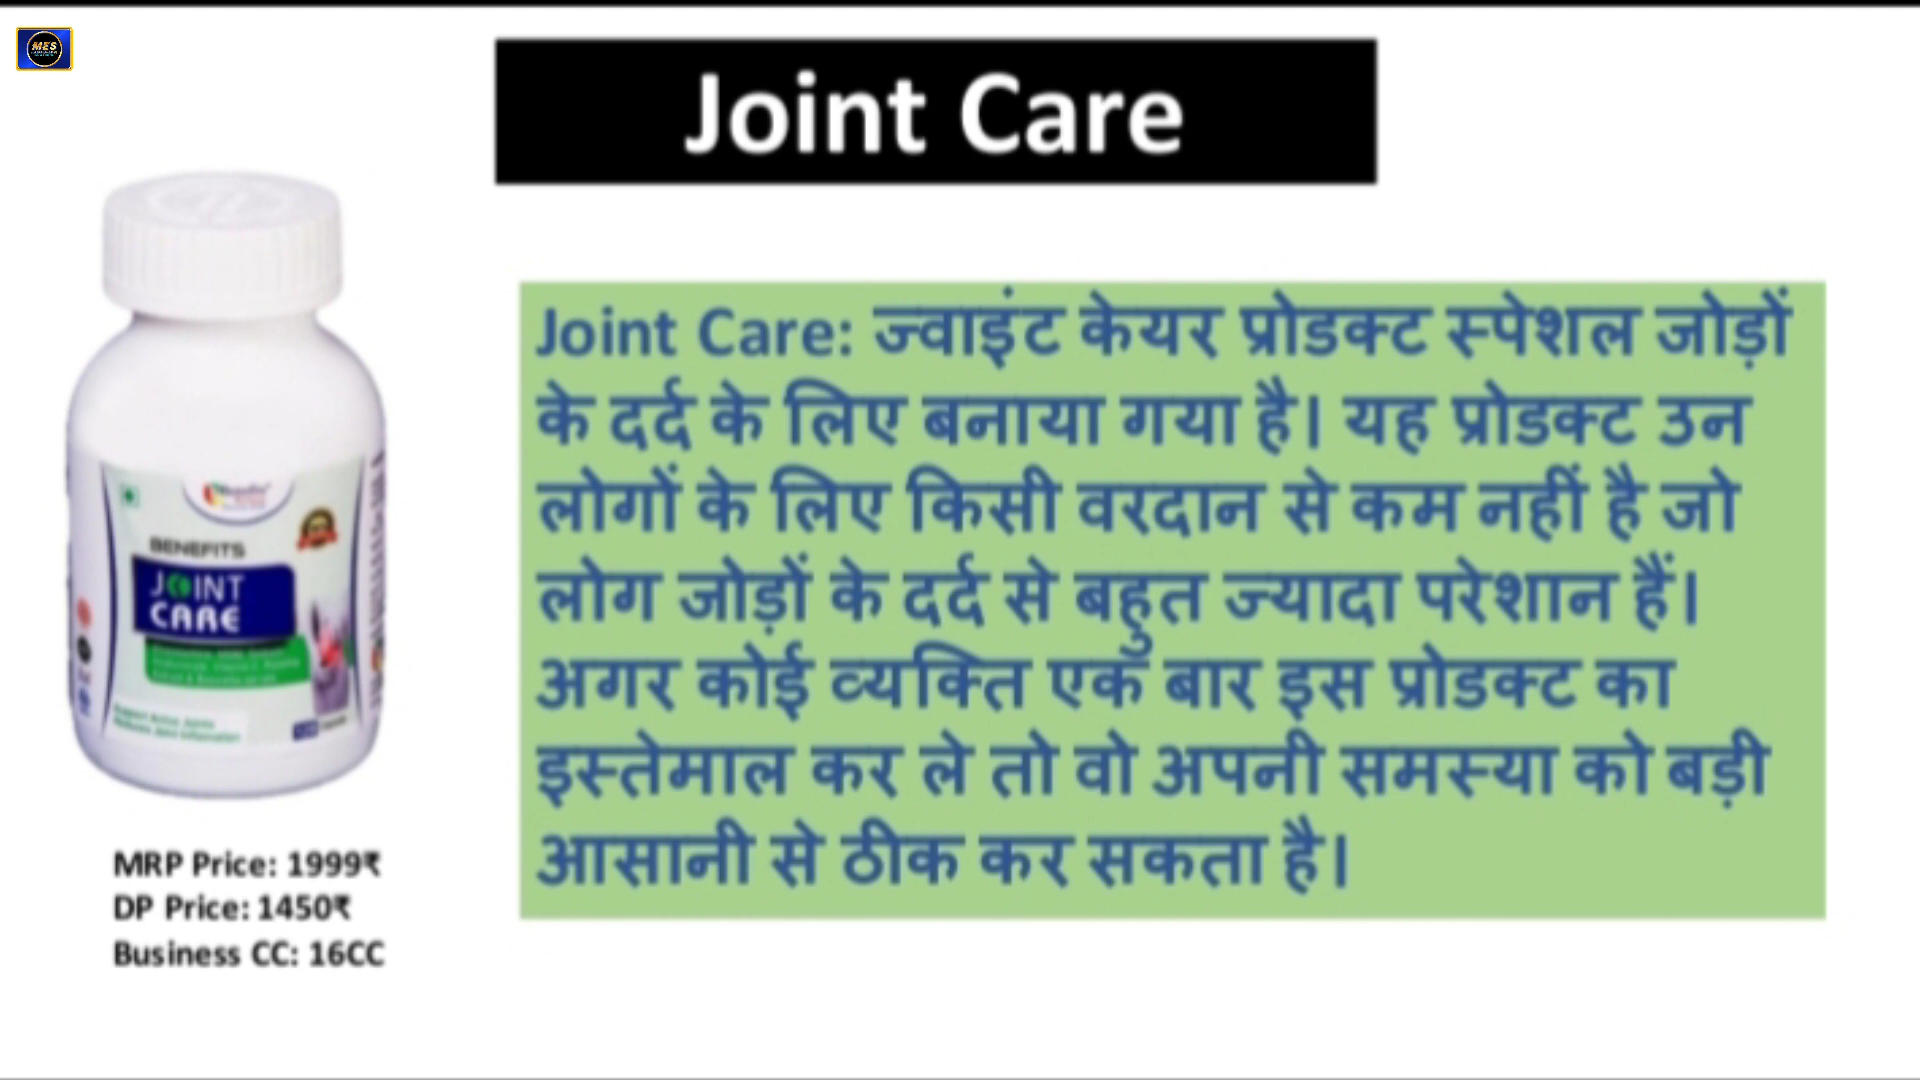 MES
Joint Care
Joint Care: ज्वाइंट केयर प्रोडक्ट स्पेशल जोड़ों
के दर्द के लिए बनाया गया है। यह प्रोडक्ट उन
लोगों के लिए किसी वरदान से कम नहीं है जो
लोग जोड़ों के दर्द से बहुत ज्यादा परेशान हैं।
अगर कोई व्यक्ति एक बार इस प्रोडक्ट का
इस्तेमाल कर ले तो वो अपनी समस्या को बड़ी
आसानी से ठीक कर सकता है।
BENEFITS
JOINT
CARE
MRP Price: 1999₹
DP Price: 1450₹
Business CC: 16CC